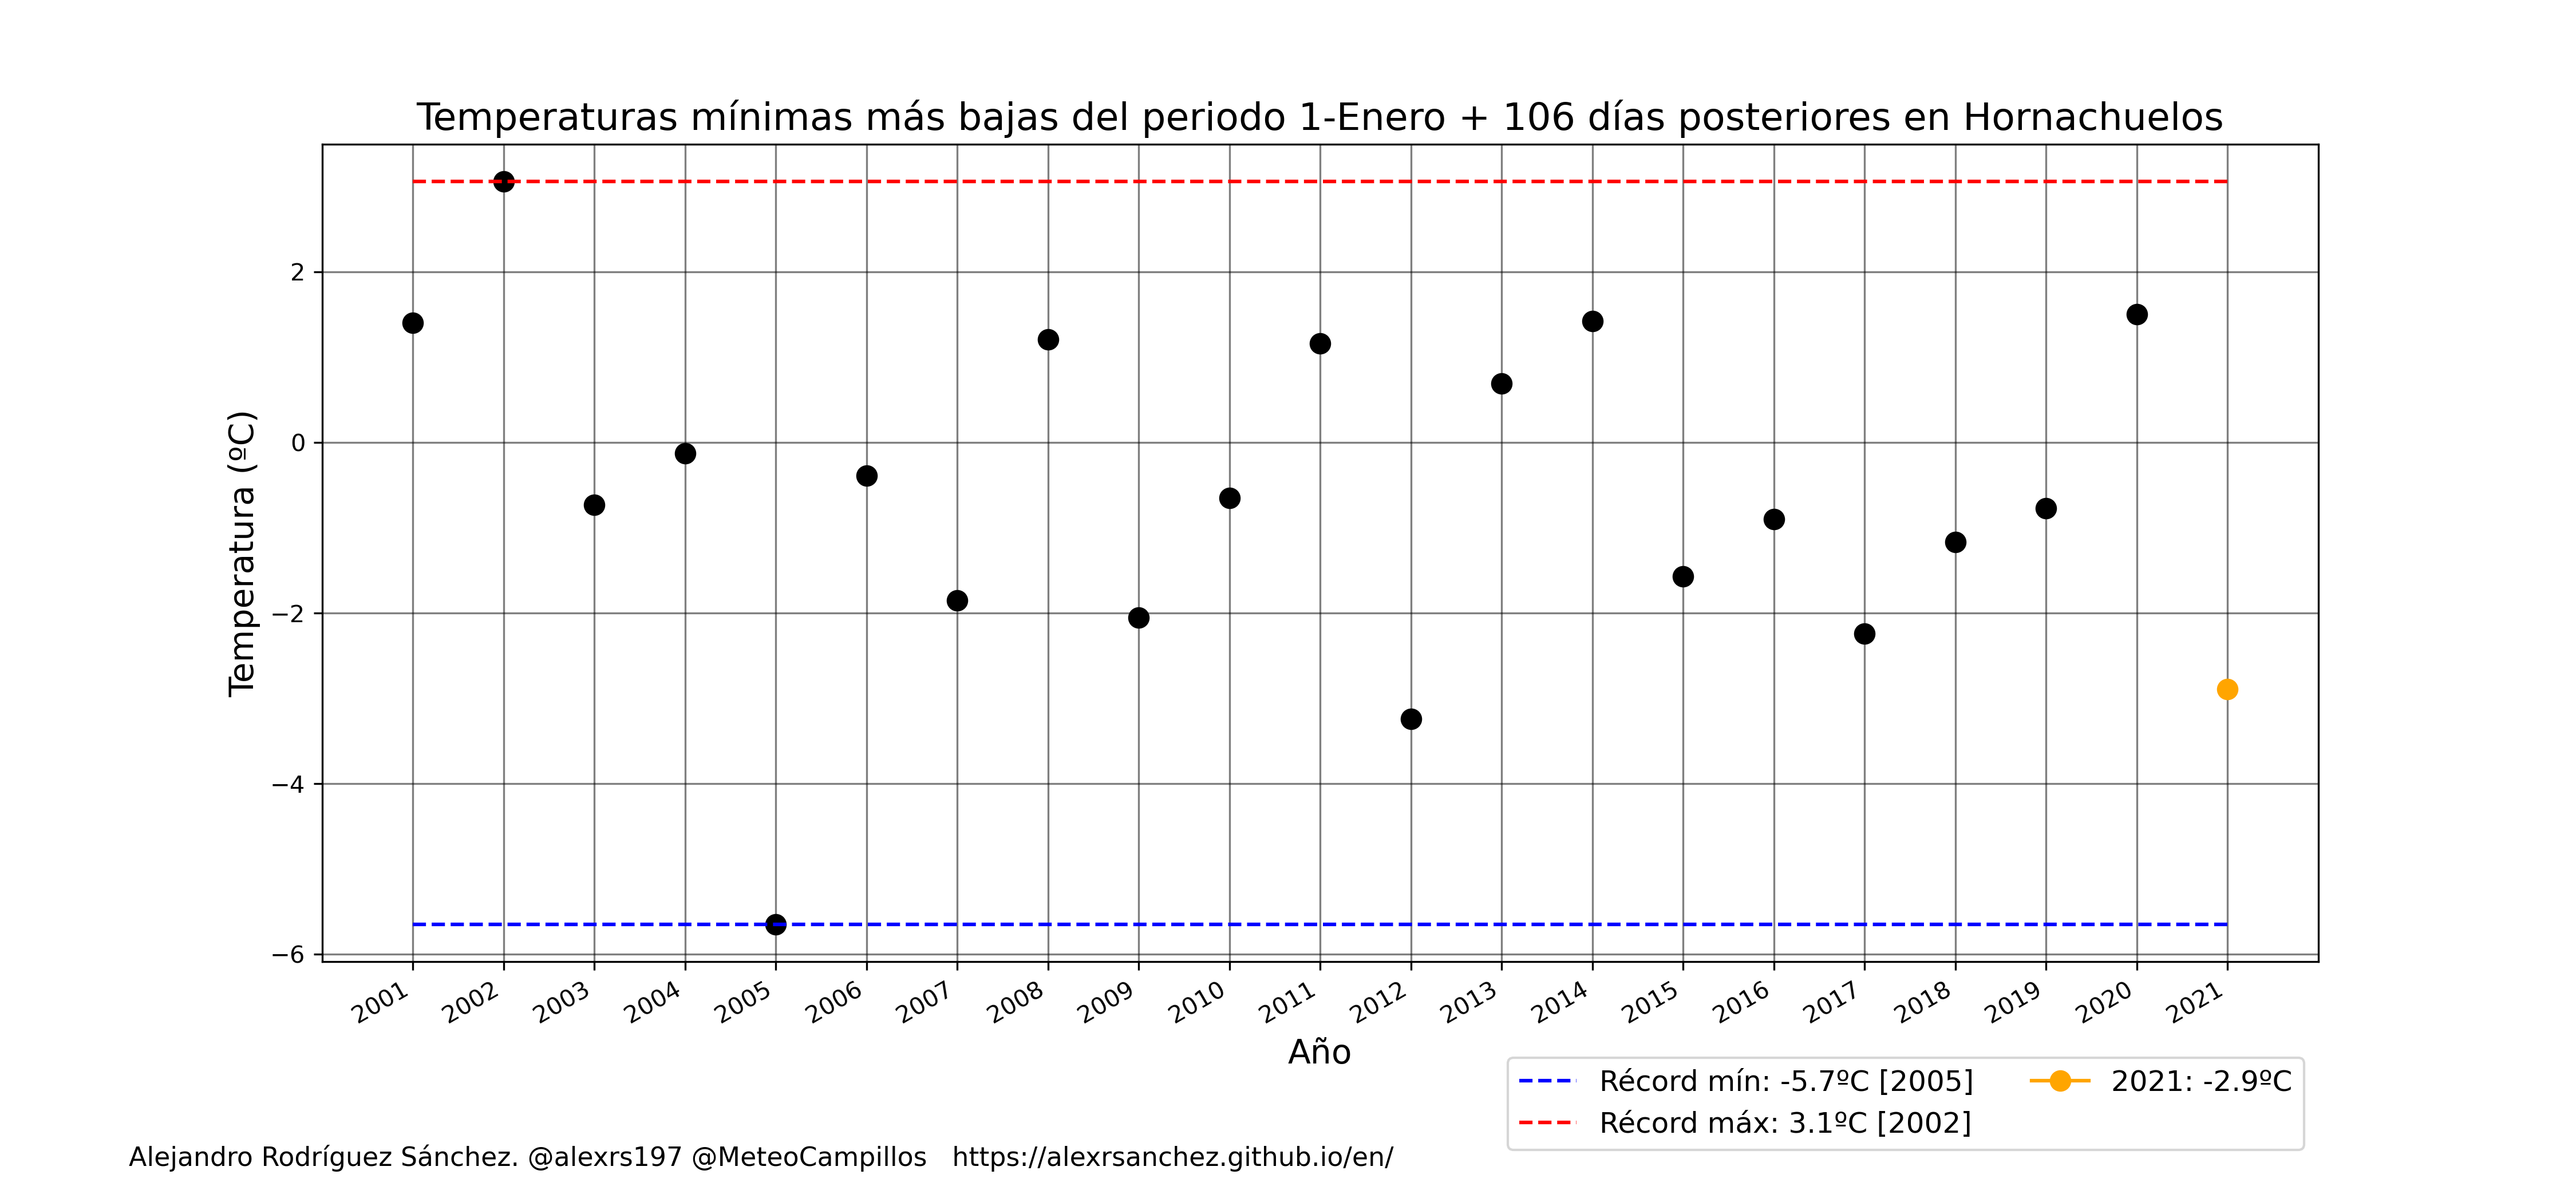 Temperaturas mínimas más bajas del periodo 1-Enero + 106 días posteriores en Hornachuelos
Temperatura (ºC)
2
0
−2
−4
−6
2001 2002 2003 2004 2005 2006 2007 2008 2009 2010 2011 2012 2013 2014 2015 2016 2017 2018 2019 2020 2021
Año
Récord mín: -5.7ºC [2005]
Récord máx: 3.1ºC [2002]
2021: -2.9ºC
Alejandro Rodríguez Sánchez. @alexrs197 @MeteoCampillos   https://alexrsanchez.github.io/en/